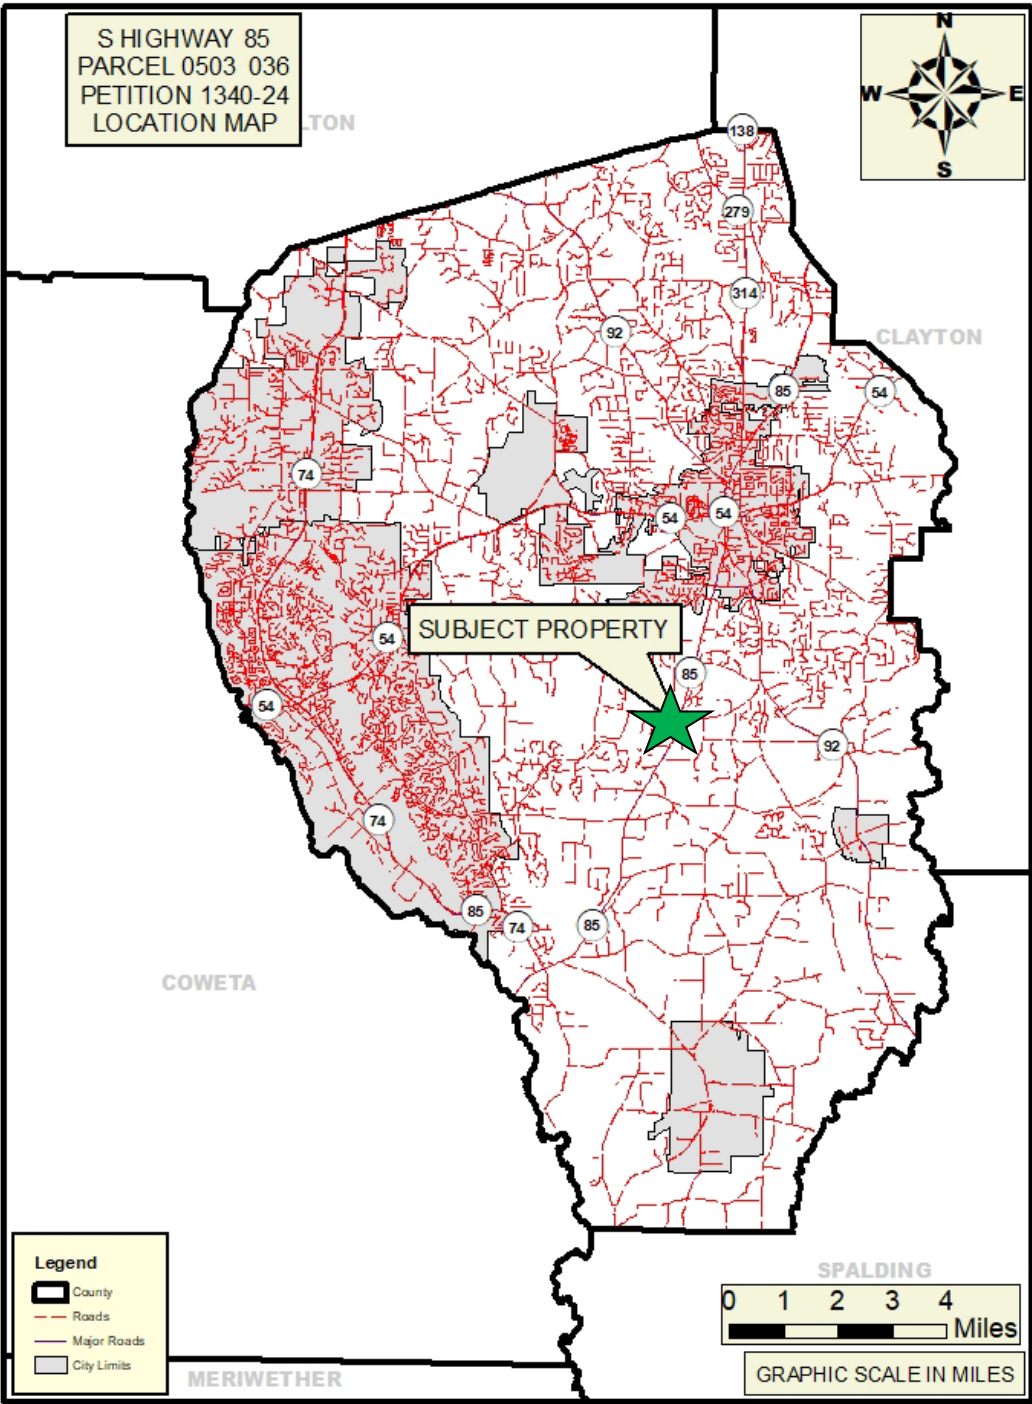 S HIGHWAY 85
PARCEL 0503 036
PETITION 1340-24
LOCATION MAP
LTON
N
W
E
S
138
279
314
CLAYTON
92
85
54
74
54
54
SUBJECT PROPERTY
54
85
54
92
74
85
74
85
COWETA
Legend
County
Roads
Major Roads
City Limits
SPALDING
0 1 2 3 4
Miles
GRAPHIC SCALE IN MILES
MERIWETHER